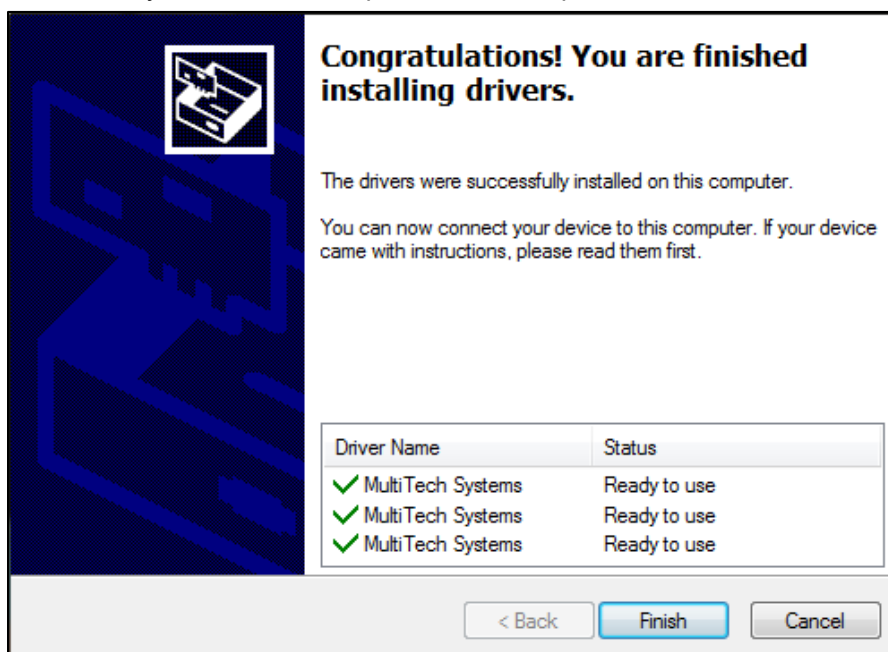 Congratulations! You are finished
installing drivers.
The drivers were successfully installed on this computer.
You can now connect your device to this computer. If your device
came with instructions, please read them first.
Driver Name Status
MultiTech Systems Ready to use
MultiTech Systems Ready to use
MultiTech Systems Ready to use
< Back Finish Cancel